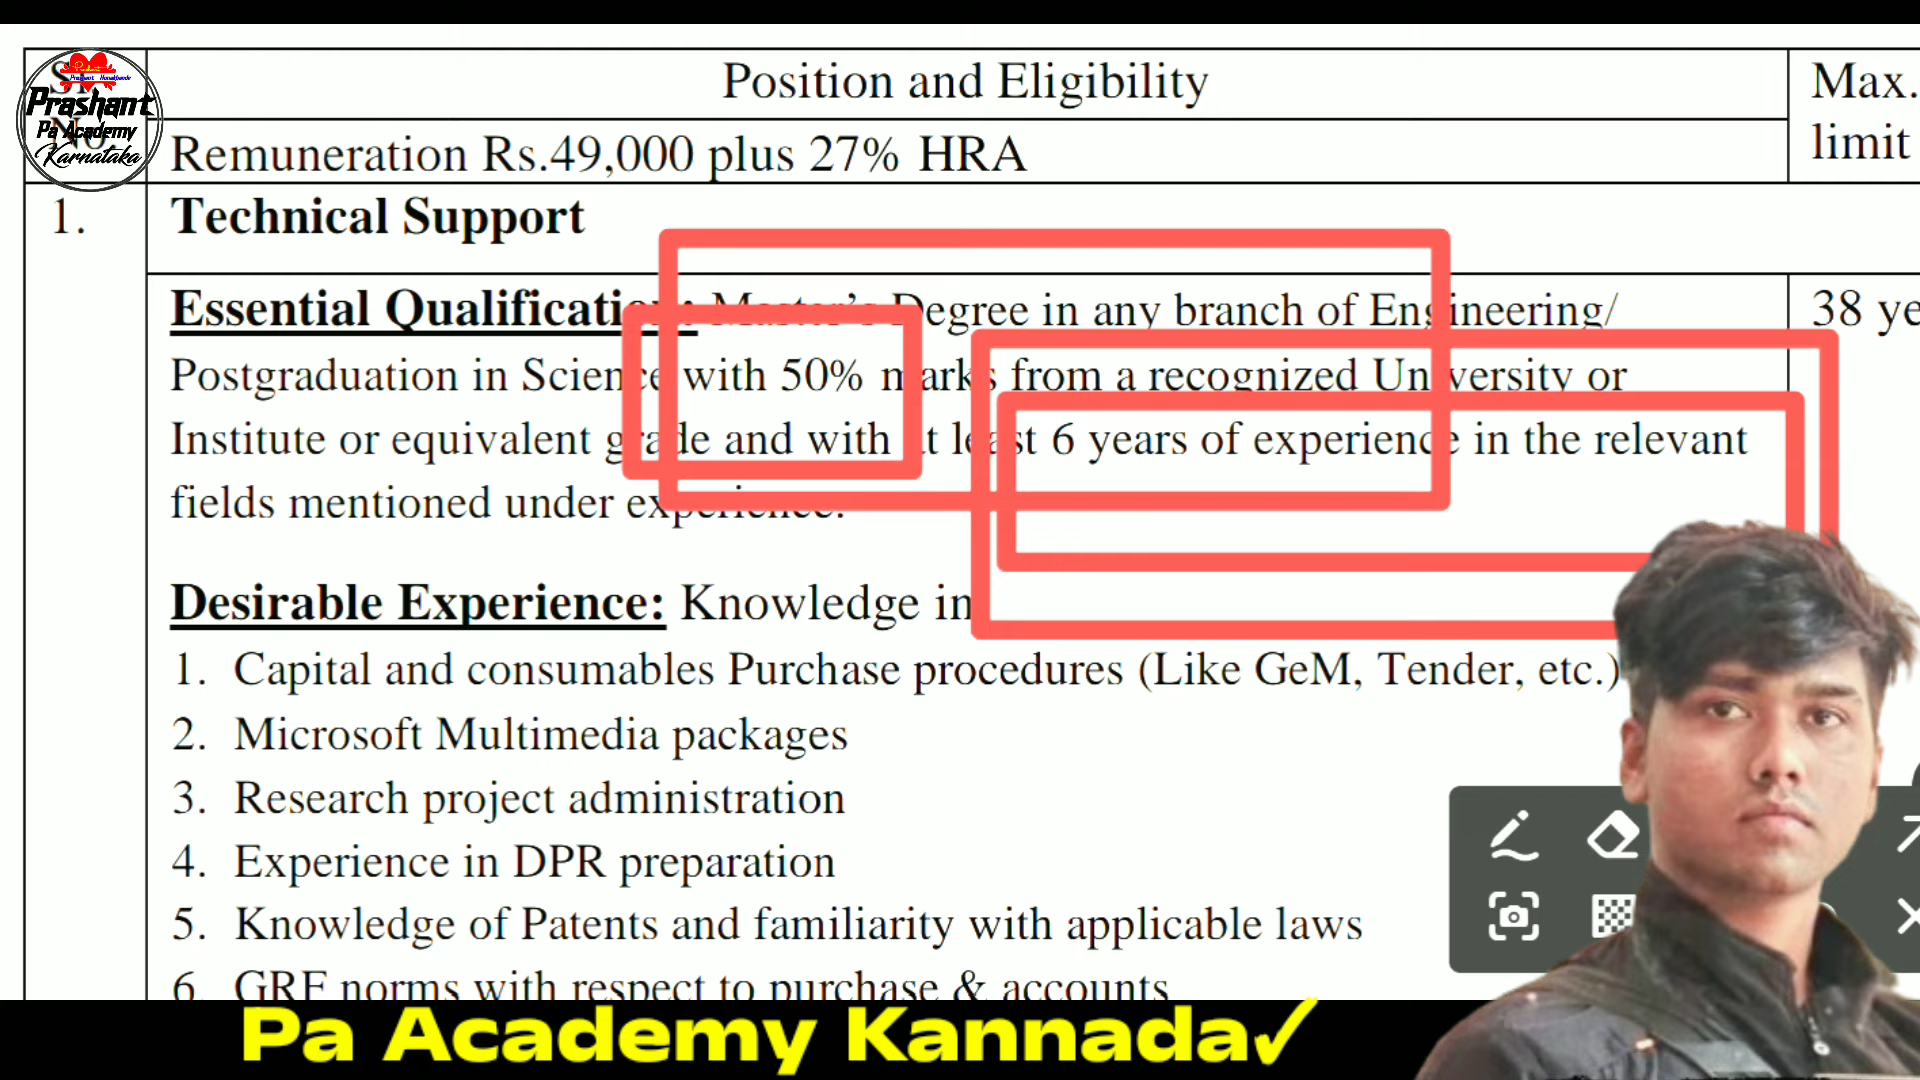 Sr.
No.
Prashant
Pa Academy
Karnataka
Position and Eligibility
Max.
limit
Remuneration Rs.49,000 plus 27% HRA
1. Technical Support
Essential Qualification: Master's Degree in any branch of Engineering/
38 ye
Postgraduation in Science with 50% marks from a recognized University or
Institute or equivalent grade and with at least 6 years of experience in the relevant
fields mentioned under experience.
Desirable Experience: Knowledge in
1. Capital and consumables Purchase procedures (Like GeM, Tender, etc.)
2. Microsoft Multimedia packages
3. Research project administration
4. Experience in DPR preparation
5. Knowledge of Patents and familiarity with applicable laws
6. GRF norms with respect to purchase & accounts
Pa Academy Kannada✓